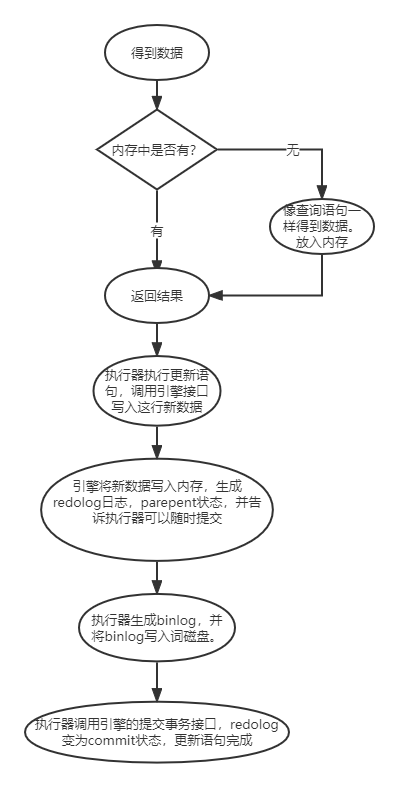 得到数据
内存中是否有？
无
像查询语句一
样得到数据。
放入内存
有
返回结果
执行器执行更新语
句，调用引擎接口
写入这行新数据
引擎将新数据写入内存，生成
redolog日志，parepent状态，并告
诉执行器可以随时提交
执行器生成binlog，并
将binlog写入词磁盘。
执行器调用引擎的提交事务接口，redolog
变为commit状态，更新语句完成